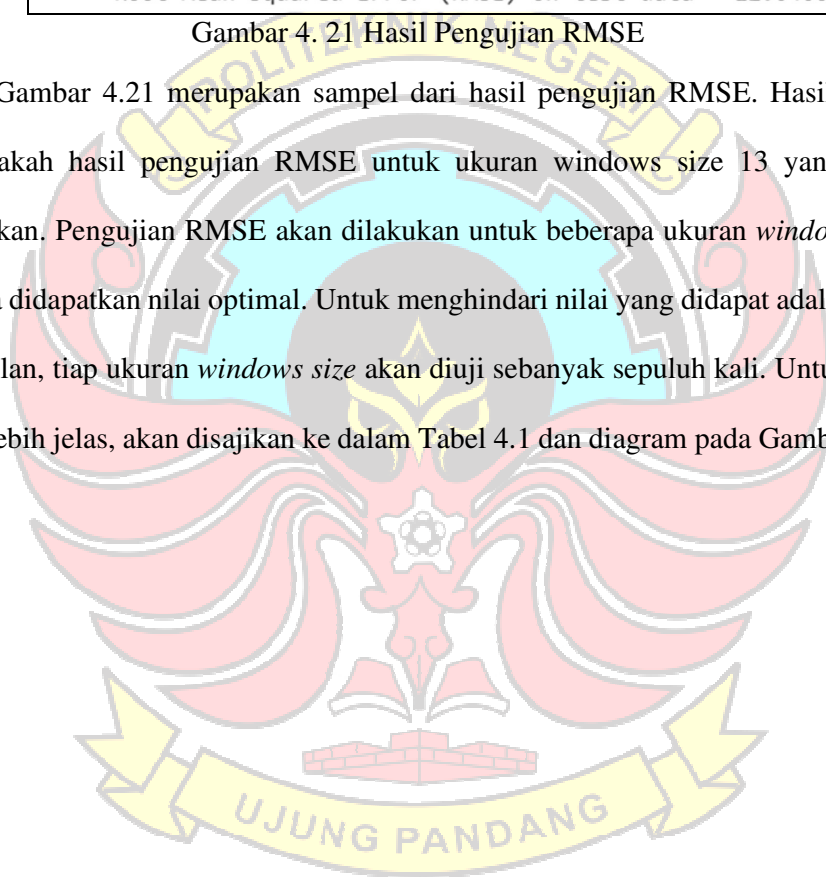 Gambar 4. 21 Hasil Pengujian RMSE
Gambar 4.21 merupakan sampel dari hasil pengujian RMSE. Hasil
akah hasil pengujian RMSE untuk ukuran windows size 13 yan
kan. Pengujian RMSE akan dilakukan untuk beberapa ukuran windo
didapatkan nilai optimal. Untuk menghindari nilai yang didapat adal
lan, tiap ukuran windows size akan diuji sebanyak sepuluh kali. Untu
ebih jelas, akan disajikan ke dalam Tabel 4.1 dan diagram pada Gamb
POLITEKNIK NEGERI
UJUNG PANDANG